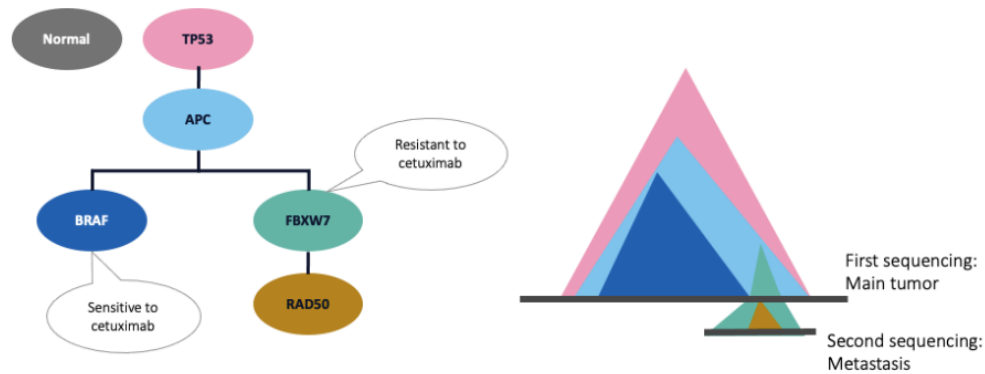 Normal
TP53
APC
Resistant to
cetuximab
BRAF
FBXW7
Sensitive to
cetuximab
RAD50
First sequencing:
Main tumor
Second sequencing:
Metastasis